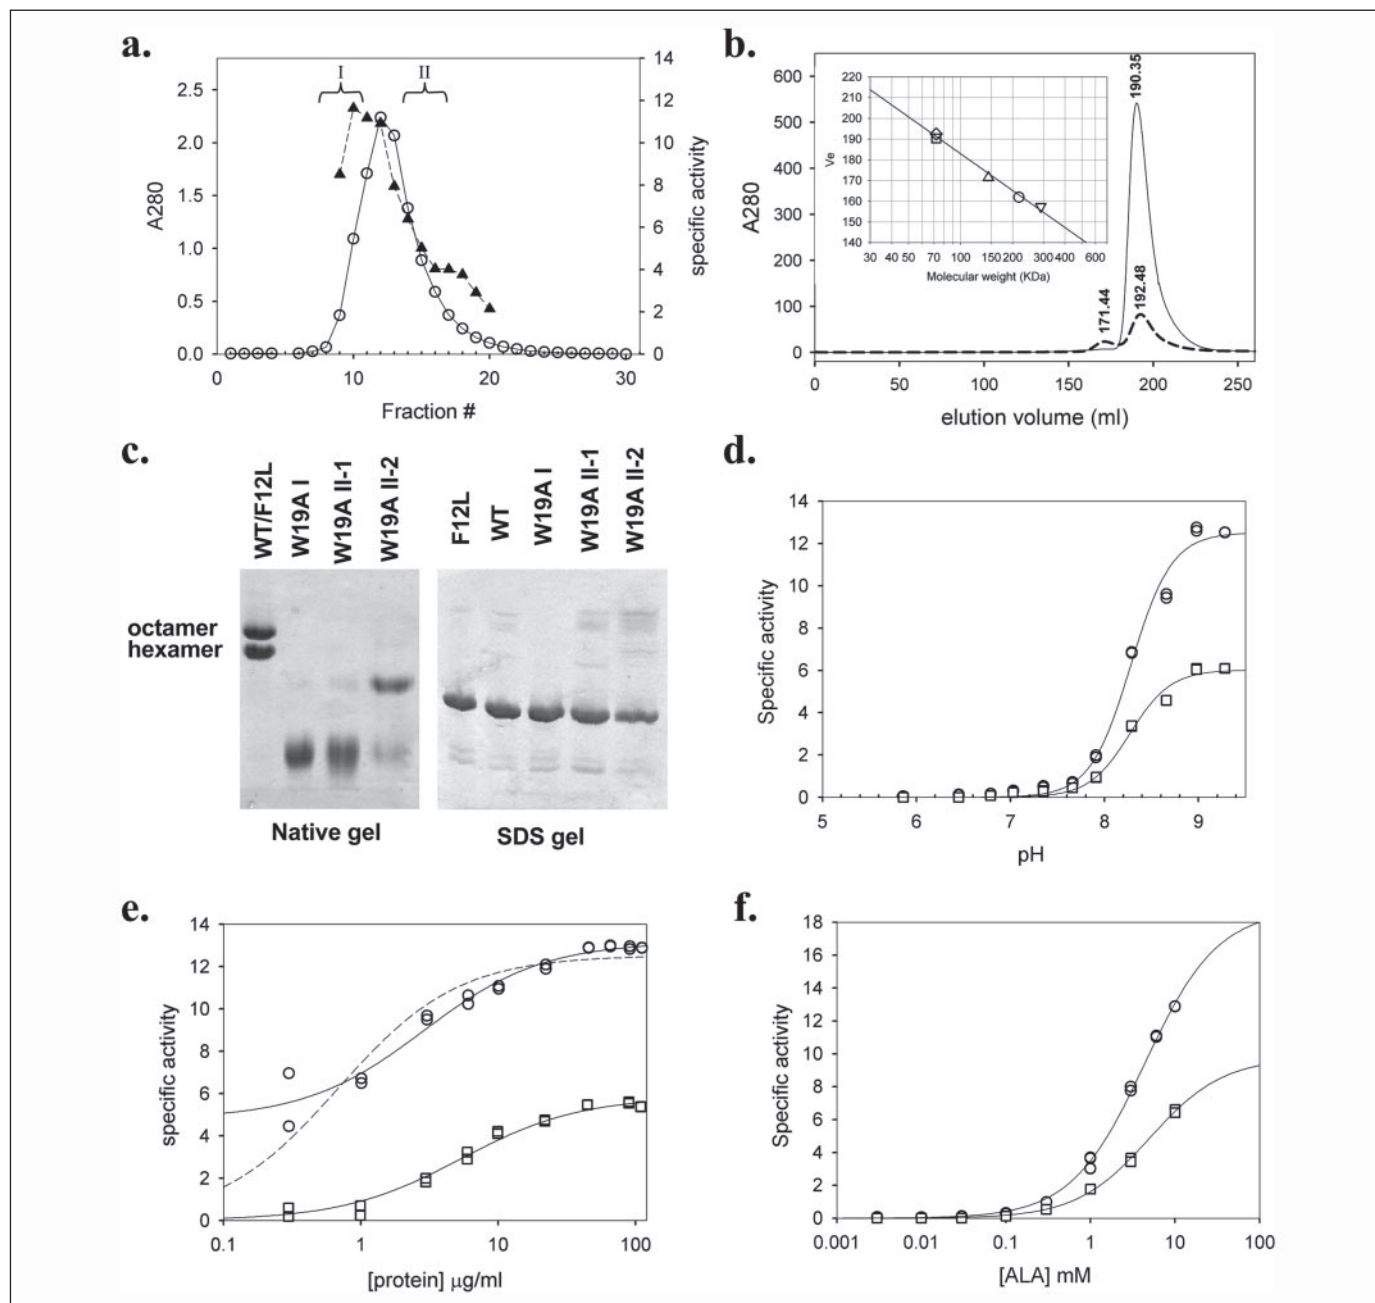 a.
I II
2.5
2.0
1.5
1.0
0.5
0.0
A280
14
12
10
8
6
4
2
0
specific activity
0 10 20 30
Fraction #
b.
600
500
400
300
200
100
0
A280
220
210
200
190
180
170
160
150
140
Ve
30 40 50 70 100 150 200 300 400 600
Molecular weight (KDa)
190.35
171.44
192.48
0 50 100 150 200 250
elution volume (ml)
c.
WT/F12L
W19A I
W19A II-1
W19A II-2
F12L
WT
W19A I
W19A II-1
W19A II-2
octamer
hexamer
Native gel
SDS gel
d.
14
12
10
8
6
4
2
0
Specific activity
5 6 7 8 9
pH
e.
14
12
10
8
6
4
2
0
specific activity
0.1 1 10 100
[protein] μg/ml
f.
18
16
14
12
10
8
6
4
2
0
Specific activity
0.001 0.01 0.1 1 10 100
[ALA] mM